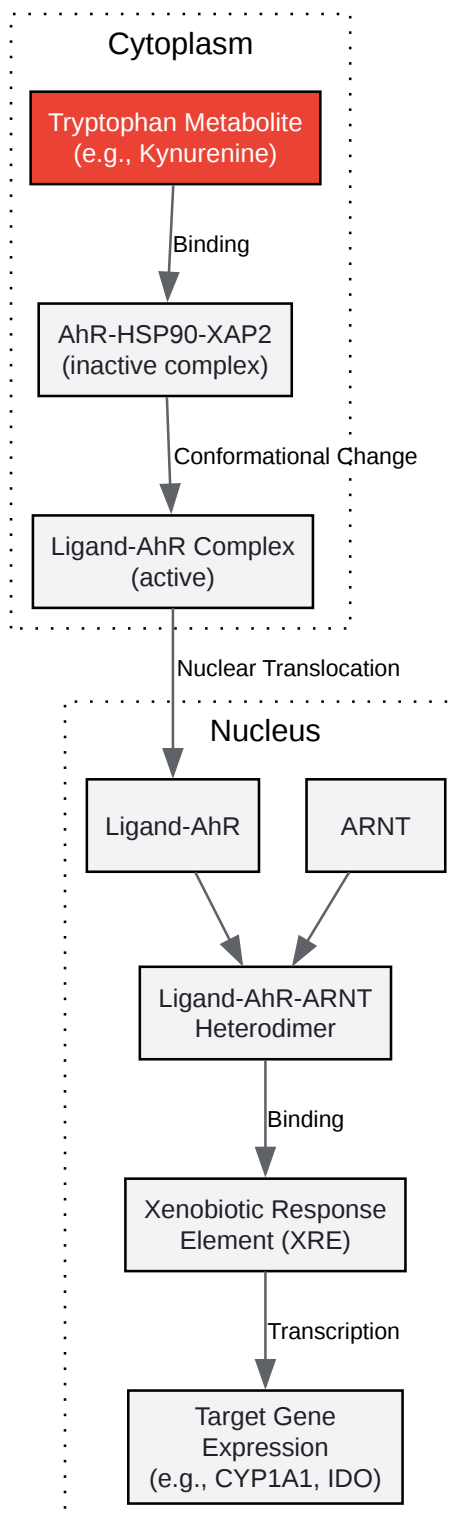 Cytoplasm
Tryptophan Metabolite
(e.g., Kynurenine)
Binding
AhR-HSP90-XAP2
(inactive complex)
Conformational Change
Ligand-AhR Complex
(active)
Nuclear Translocation
Nucleus
Ligand-AhR
ARNT
Ligand-AhR-ARNT
Heterodimer
Binding
Xenobiotic Response
Element (XRE)
Transcription
Target Gene
Expression
(e.g., CYP1A1, IDO)